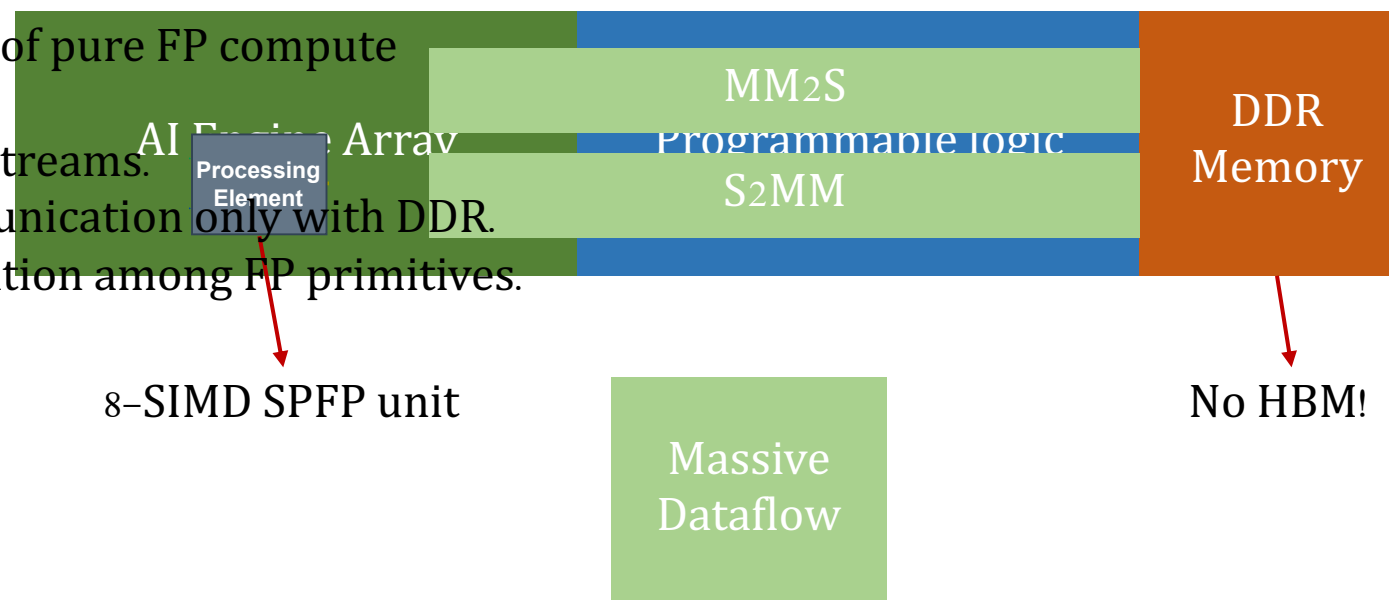 of pure FP compute
MM2S
DDR
Memory
AI Engine Array
Programmable logic
treams.
Processing
Element
S2MM
unication only with DDR.
tion among FP primitives.
8–SIMD SPFP unit
No HBM!
Massive
Dataflow